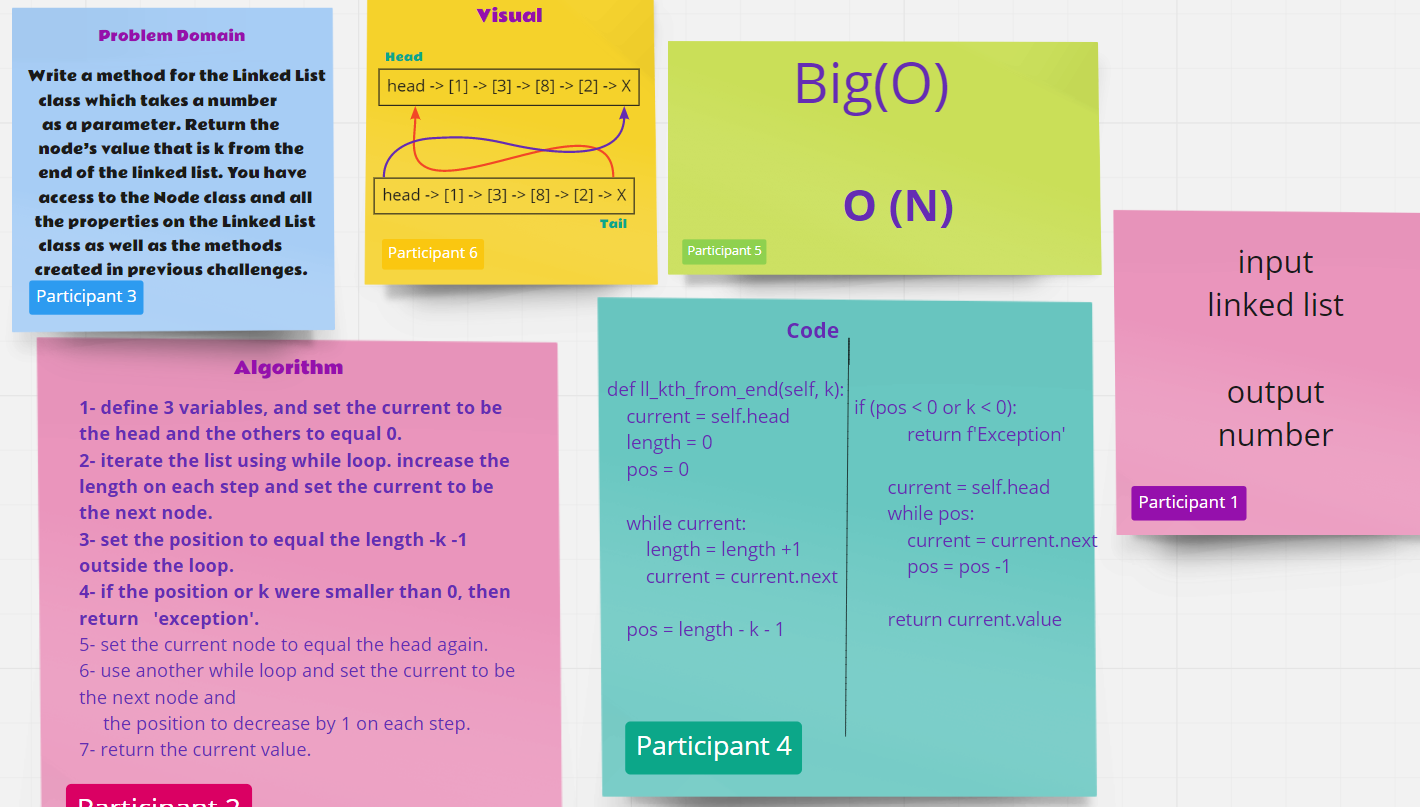 Problem Domain
Write a method for the Linked List
class which takes a number
as a parameter. Return the
node's value that is k from the
end of the linked list. You have
access to the Node class and all
the properties on the Linked List
class as well as the methods
created in previous challenges.
Participant 3
Visual
Head
head -> [1] -> [3] -> [8] -> [2] -> X
head -> [1] -> [3] -> [8] -> [2] -> X
Tail
Participant 6
Big(O)
O (N)
Participant 5
input
linked list
output
number
Participant 1
Algorithm
1- define 3 variables, and set the current to be
the head and the others to equal 0.
2- iterate the list using while loop. increase the
length on each step and set the current to be
the next node.
3- set the position to equal the length -k -1
outside the loop.
4- if the position or k were smaller than 0, then
return   'exception'.
5- set the current node to equal the head again.
6- use another while loop and set the current to be
the next node and
the position to decrease by 1 on each step.
7- return the current value.
Participant 2
Code
def ll_kth_from_end(self, k):
current = self.head
length = 0
pos = 0
while current:
length = length +1
current = current.next
pos = length - k - 1
if (pos < 0 or k < 0):
return f'Exception'
current = self.head
while pos:
current = current.next
pos = pos -1
return current.value
Participant 4